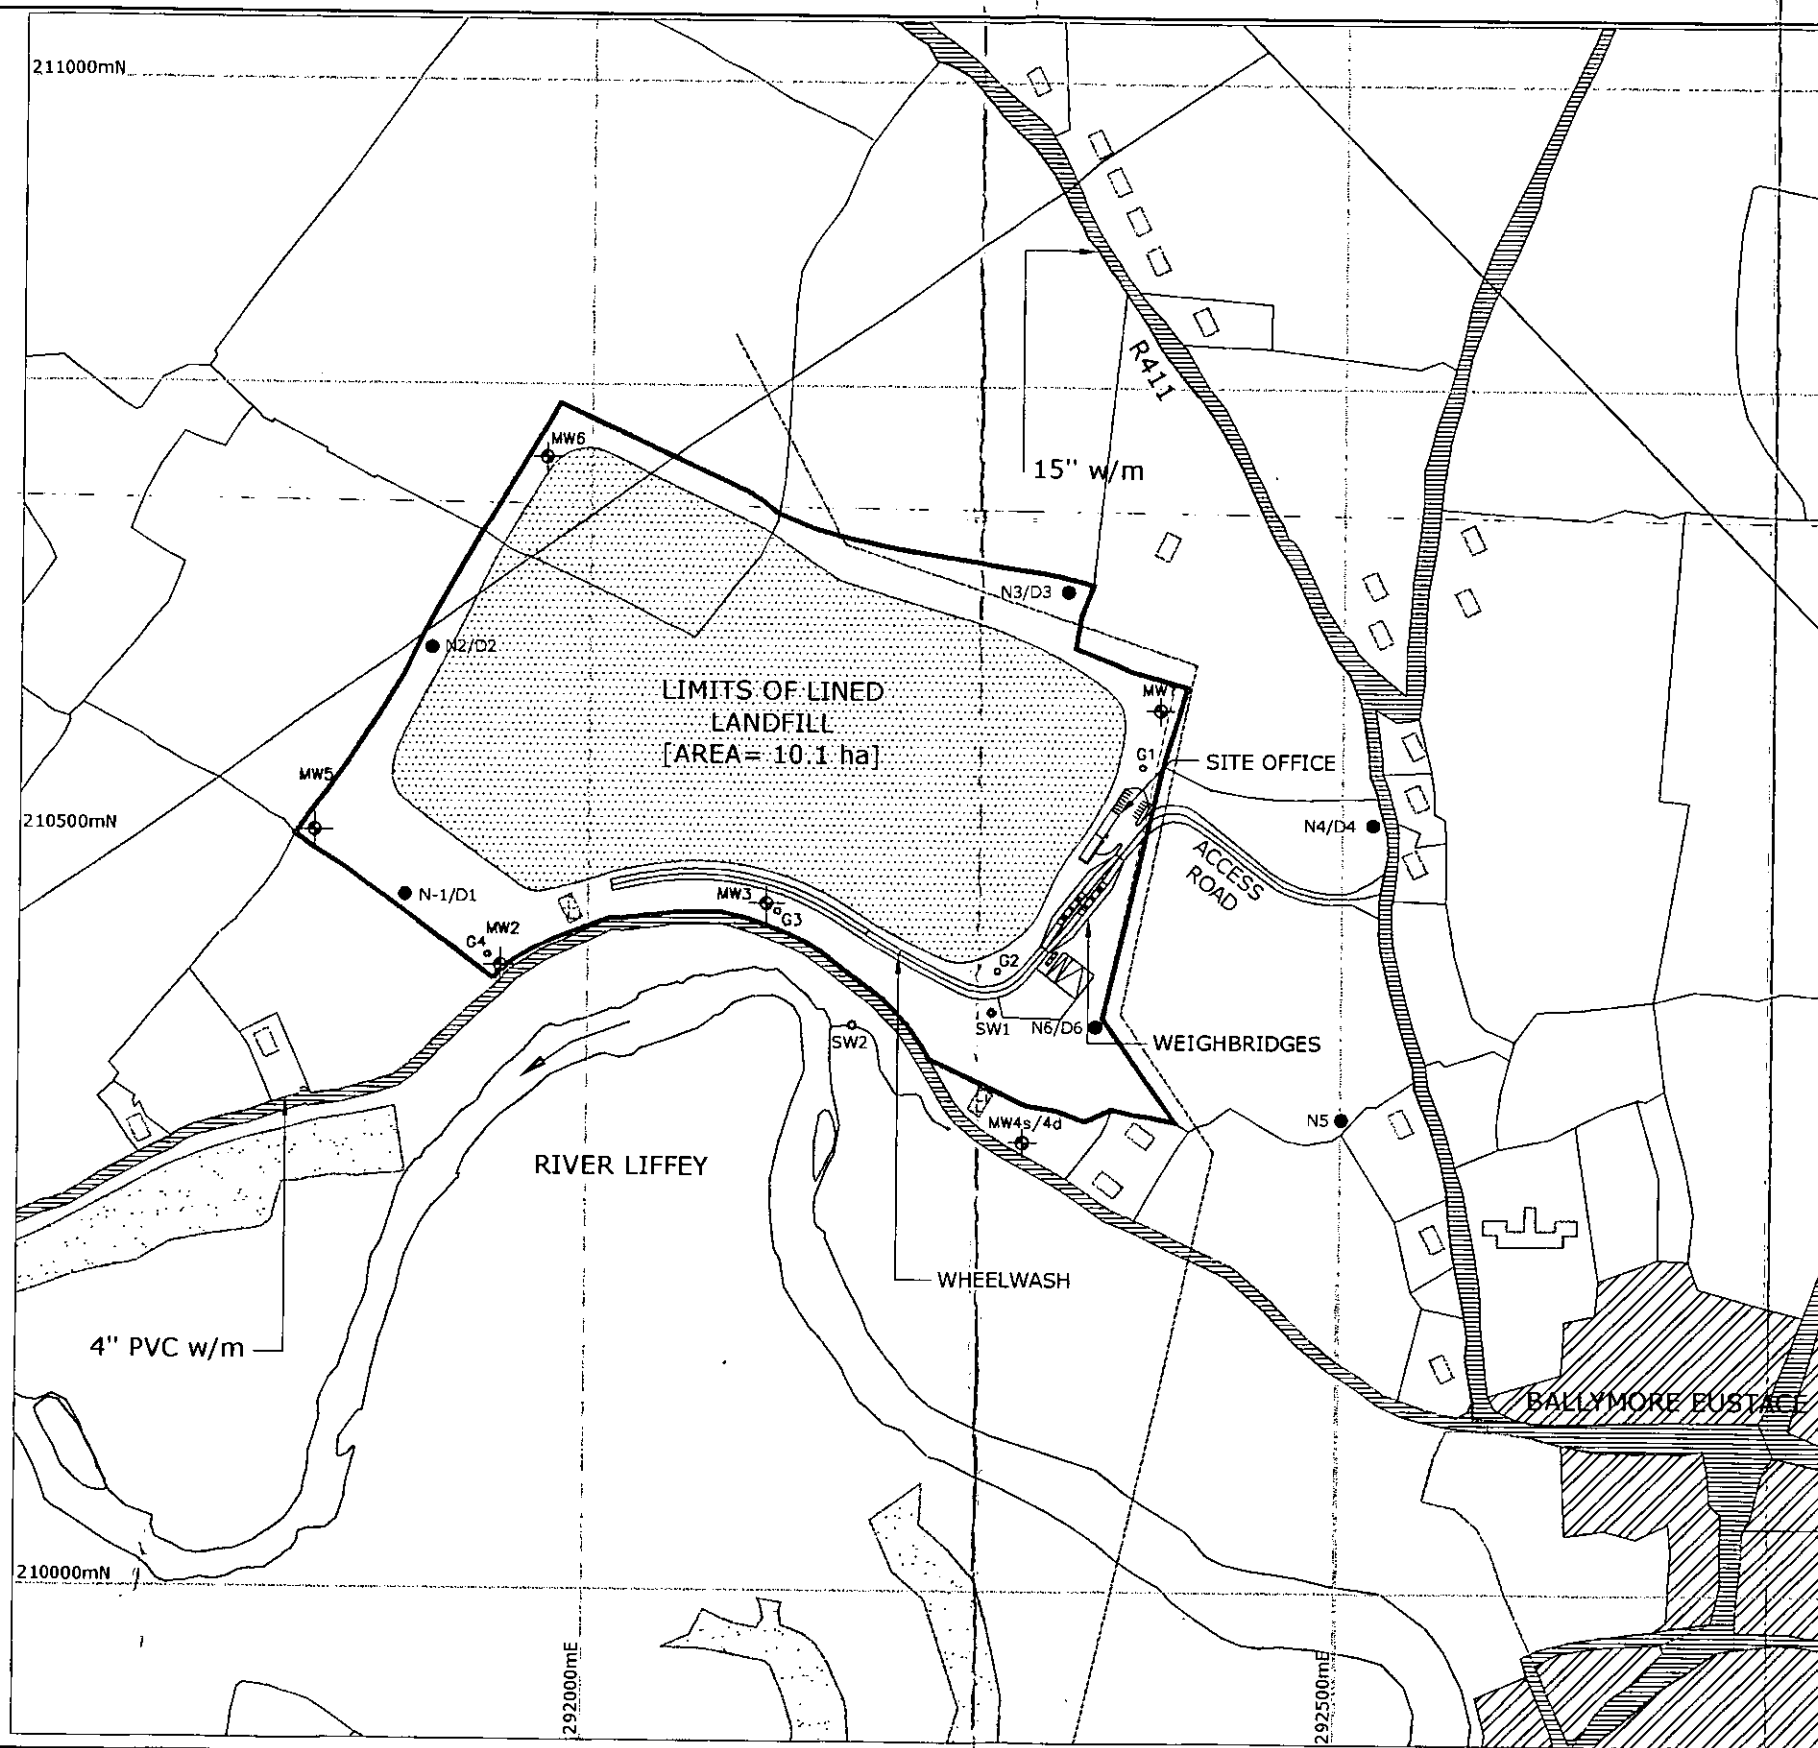 211000mN
R411
MW6
15" w/m
N3/D3
N2/D2
LIMITS OF LINED
LANDFILL
[AREA= 10.1 ha]
G1
SITE OFFICE
MW5
210500mN
N4/D4
ACCESS
ROAD
N-1/D1
MW3
G3
MW2
G4
G2
SW1
N6/D6
SW2
WEIGHBRIDGES
MW4s/4d
N5
RIVER LIFFEY
WHEELWASH
4" PVC w/m
BALLYMORE EUSTACE
210000mN
292000mE
292500mE